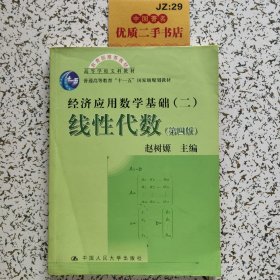 JZ:29
中国著名
优质二手书店
高等学校文科教材
普通高等教育“十一五”国家级规划教材
经济应用数学基础(二)
线性代数(第四版)
赵树嫄 主编
中国人民大学出版社